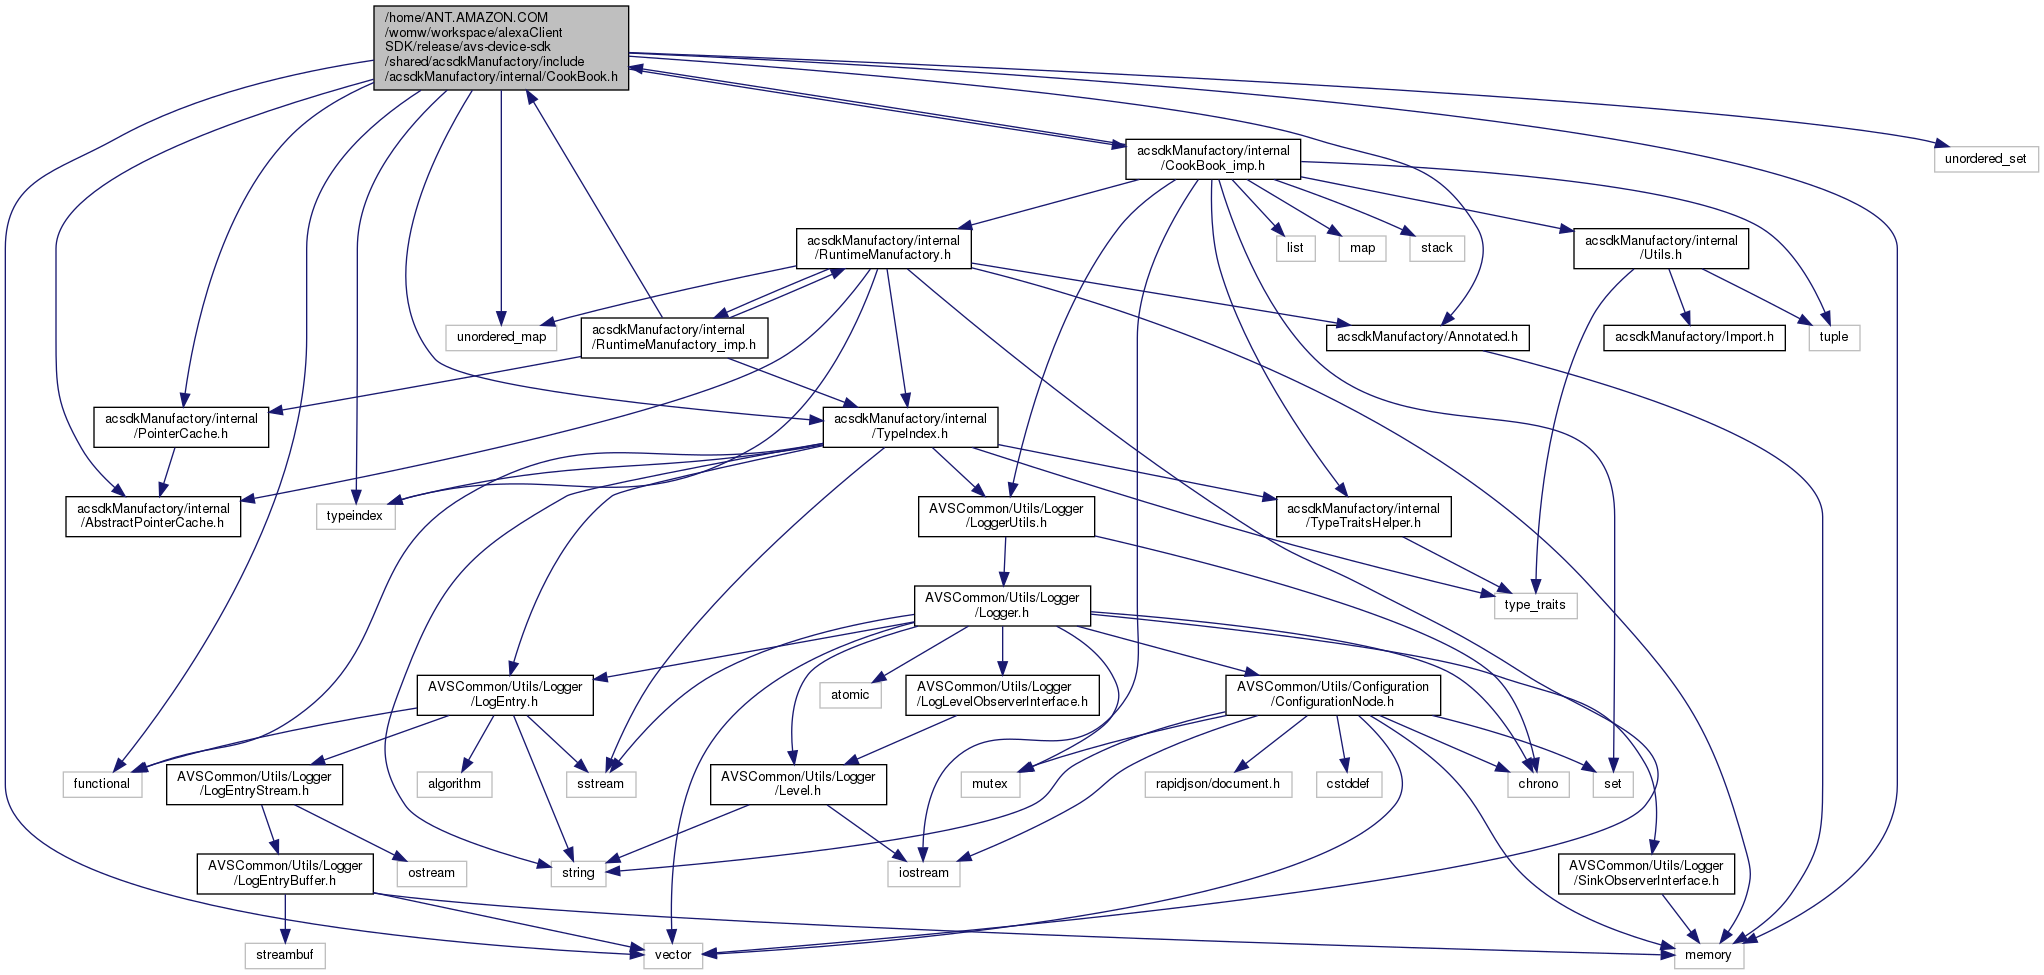 /home/ANT.AMAZON.COM
/womw/workspace/alexaClient
SDK/release/avs-device-sdk
/shared/acsdkManufactory/include
/acsdkManufactory/internal/CookBook.h
acsdkManufactory/internal
/CookBook_imp.h
unordered_set
acsdkManufactory/internal
/RuntimeManufactory.h
list
map
stack
acsdkManufactory/internal
/Utils.h
unordered_map
acsdkManufactory/internal
/RuntimeManufactory_imp.h
acsdkManufactory/Annotated.h
acsdkManufactory/Import.h
tuple
acsdkManufactory/internal
/PointerCache.h
acsdkManufactory/internal
/TypeIndex.h
acsdkManufactory/internal
/AbstractPointerCache.h
typeindex
AVSCommon/Utils/Logger
/LoggerUtils.h
acsdkManufactory/internal
/TypeTraitsHelper.h
AVSCommon/Utils/Logger
/Logger.h
type_traits
AVSCommon/Utils/Logger
/LogEntry.h
atomic
AVSCommon/Utils/Logger
/LogLevelObserverInterface.h
AVSCommon/Utils/Configuration
/ConfigurationNode.h
functional
AVSCommon/Utils/Logger
/LogEntryStream.h
algorithm
sstream
AVSCommon/Utils/Logger
/Level.h
mutex
rapidjson/document.h
cstddef
chrono
set
AVSCommon/Utils/Logger
/LogEntryBuffer.h
ostream
string
iostream
AVSCommon/Utils/Logger
/SinkObserverInterface.h
streambuf
vector
memory